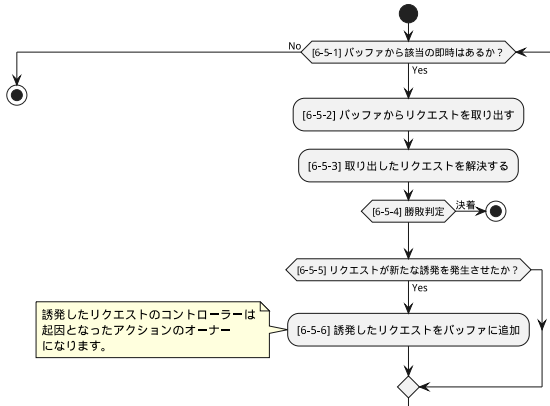 No
[6-5-1] バッファから該当の即時はあるか？
Yes
[6-5-2] バッファからリクエストを取り出す
[6-5-3] 取り出したリクエストを解決する
[6-5-4] 勝敗判定
決着
[6-5-5] リクエストが新たな誘発を発生させたか？
Yes
誘発したリクエストのコントローラーは
起因となったアクションのオーナー
になります。
[6-5-6] 誘発したリクエストをバッファに追加